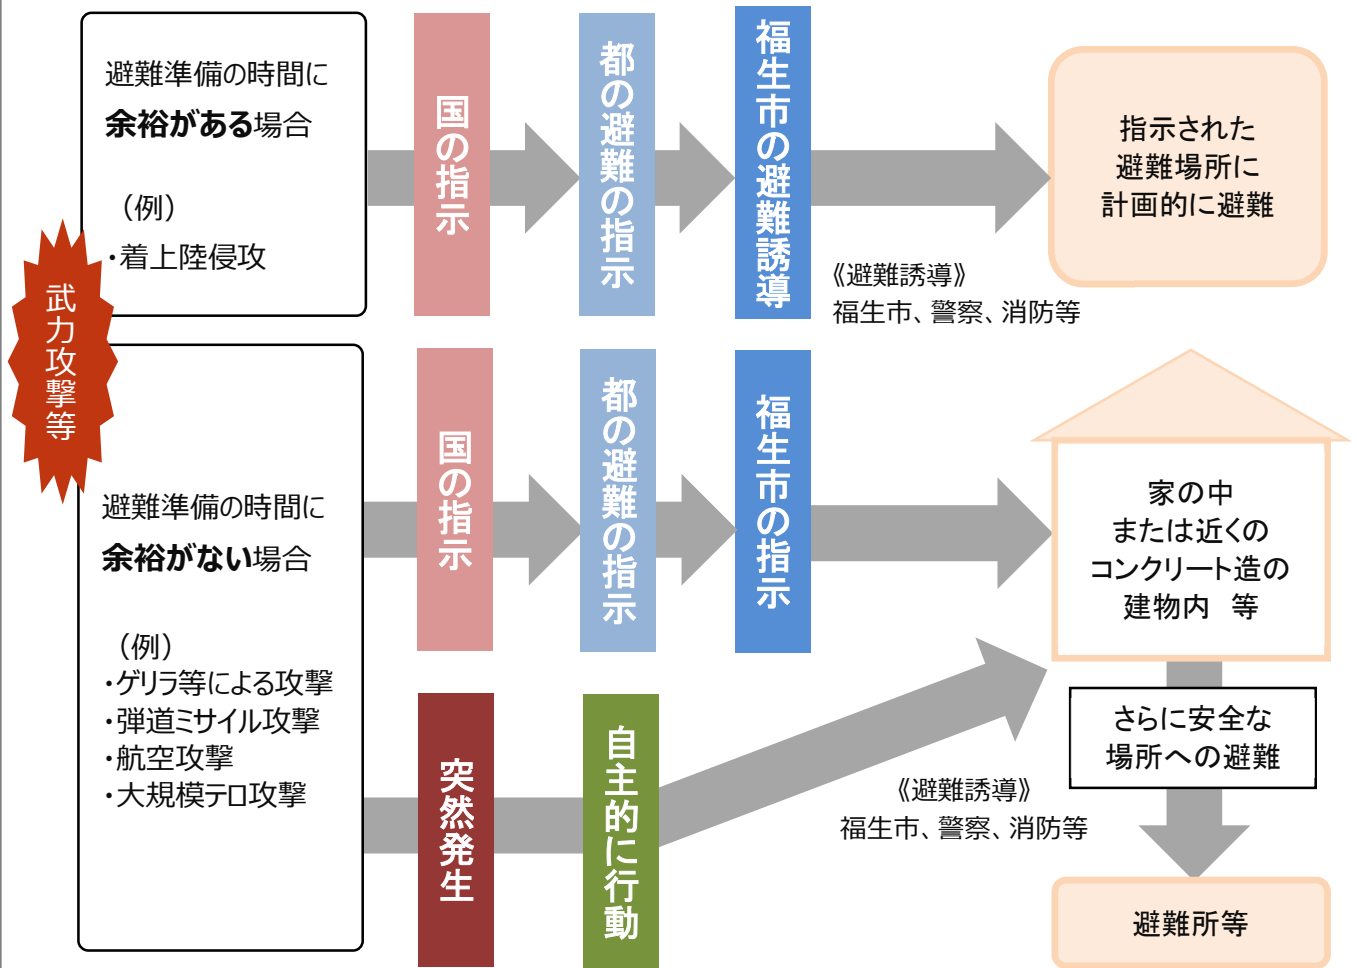 武力攻撃等
避難準備の時間に
余裕がある場合
（例）
・着上陸侵攻
国の指示
都の避難の指示
福生市の避難誘導
《避難誘導》
福生市、警察、消防等
指示された
避難場所に
計画的に避難
避難準備の時間に
余裕がない場合
（例）
・ゲリラ等による攻撃
・弾道ミサイル攻撃
・航空攻撃
・大規模テロ攻撃
国の指示
都の避難の指示
福生市の指示
家の中
または近くの
コンクリート造の
建物内　等
突然発生
自主的に行動
《避難誘導》
福生市、警察、消防等
さらに安全な
場所への避難
避難所等